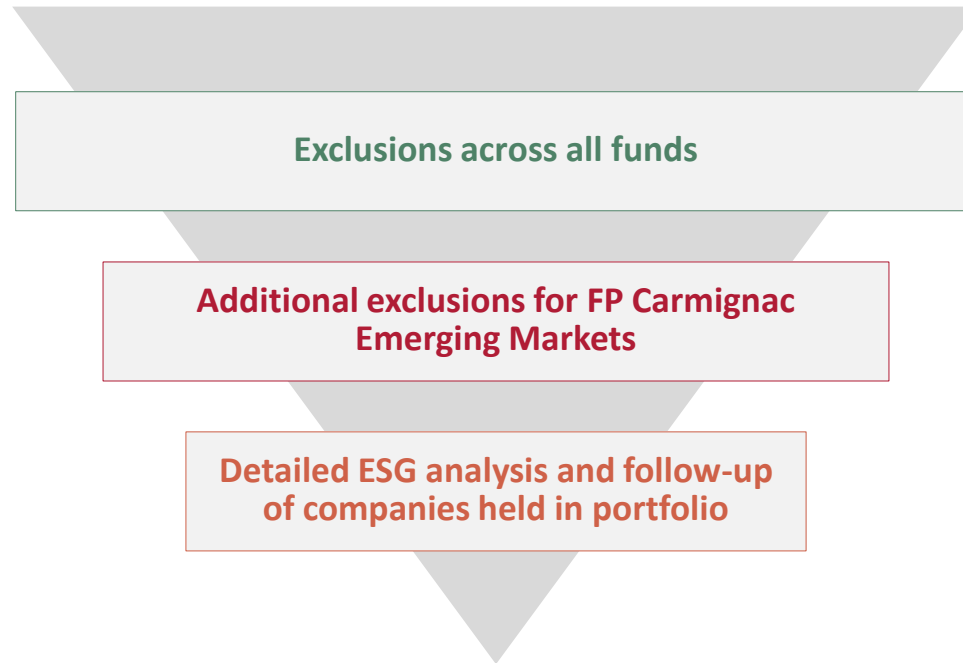 Exclusions across all funds
Additional exclusions for FP Carmignac
Emerging Markets
Detailed ESG analysis and follow-up
of companies held in portfolio